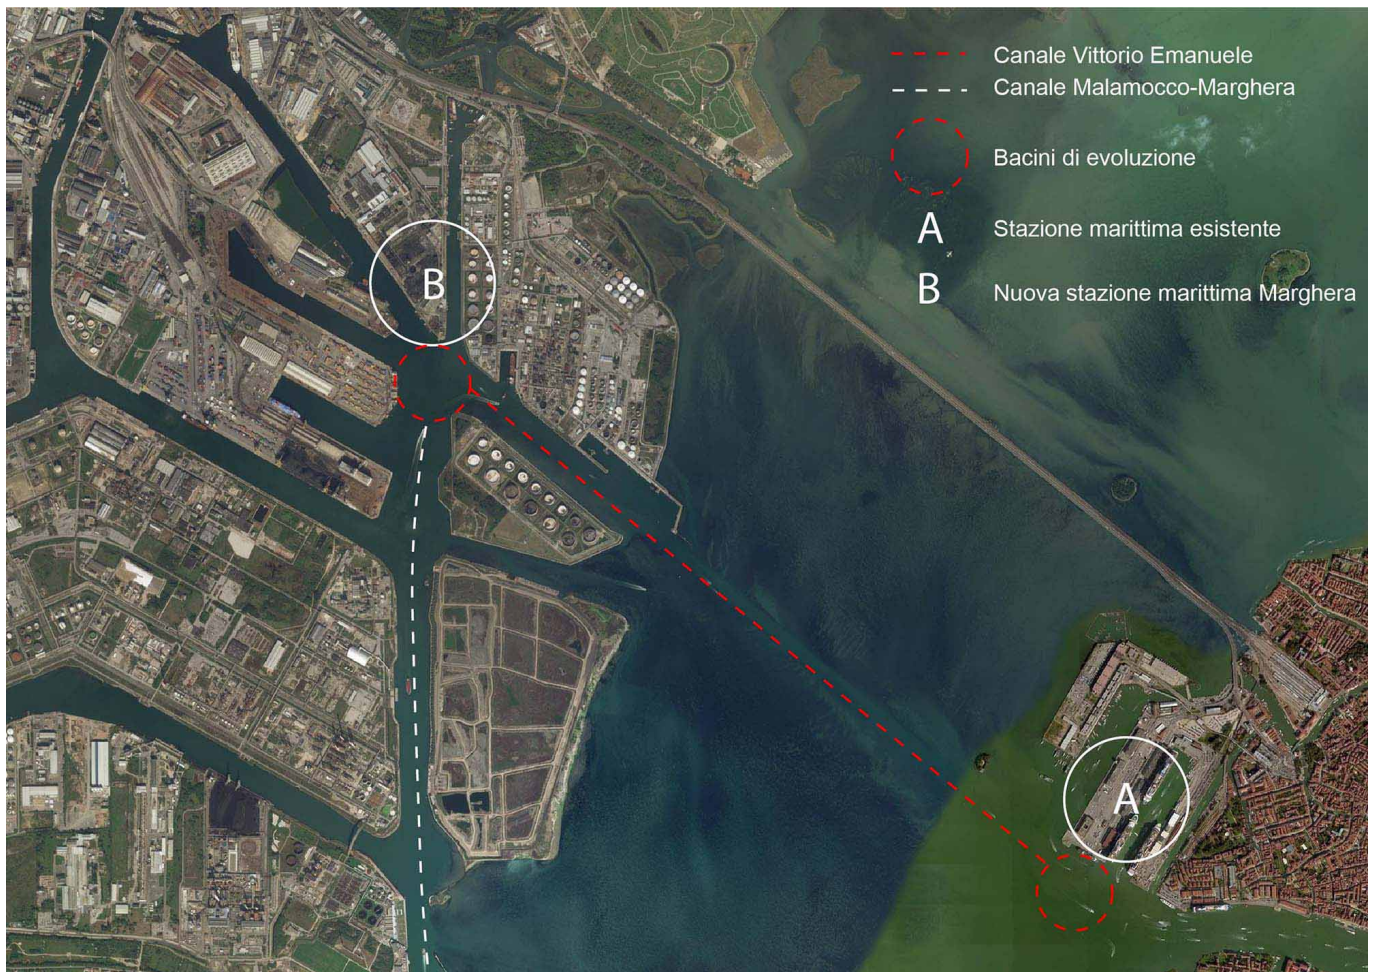 Canale Vittorio Emanuele
Canale Malamocco-Marghera
Bacini di evoluzione
A Stazione marittima esistente
B Nuova stazione marittima Marghera
B
A